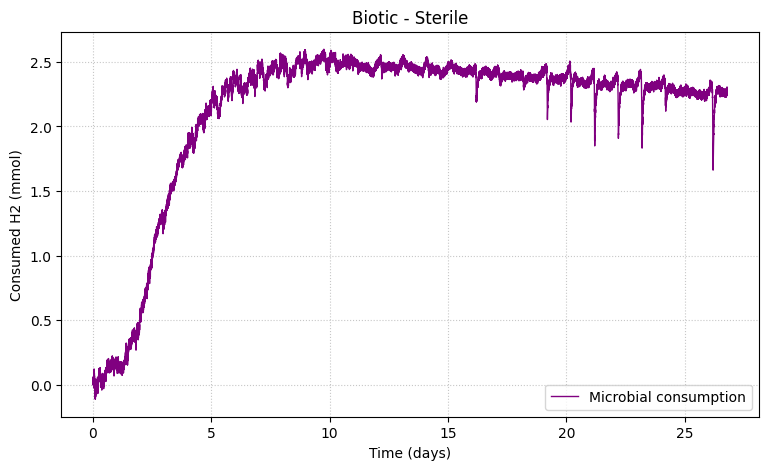 Biotic - Sterile
Consumed H2 (mmol)
2.5
2.0
1.5
1.0
0.5
0.0
0 5 10 15 20 25
Time (days)
Microbial consumption